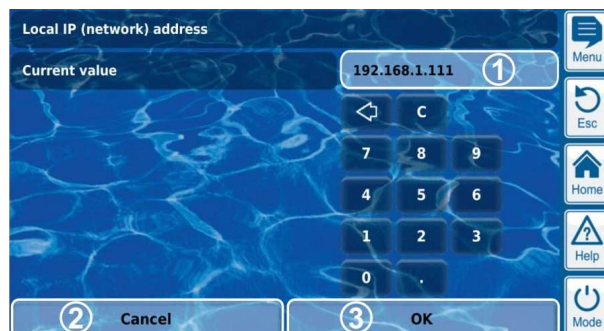 Local IP (network) address
Menu
Current value
192.168.1.111
1
C
Esc
7 8 9
4 5 6
Home
1 2 3
0 .
Help
2 Cancel
3 OK
Mode